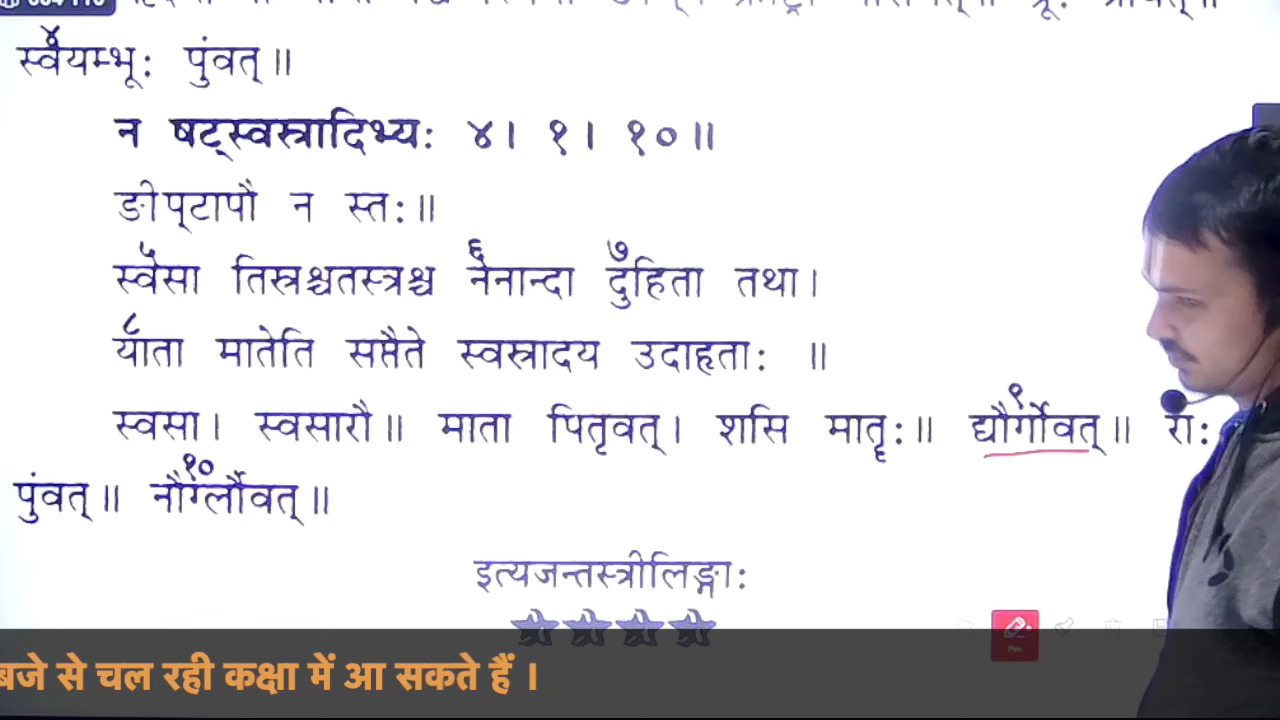 स्वयम्भूः पुंवत्॥
न षट्स्वस्रादिभ्यः ४। १। १०॥
ङीप्टापौ न स्तः॥
स्वसा तिस्रश्चतस्रश्च ननान्दा दुहिता तथा।
याता मातेति सप्तैते स्वस्रादय उदाहृताः ॥
स्वसा। स्वसारौ॥ माता पितृवत्। शसि मातॄः॥ द्यौर्गोवत्॥ राः
पुंवत्॥ नौर्ग्लौवत्॥
इत्यजन्तस्त्रीलिङ्गाः
Pen
बजे से चल रही कक्षा में आ सकते हैं ।